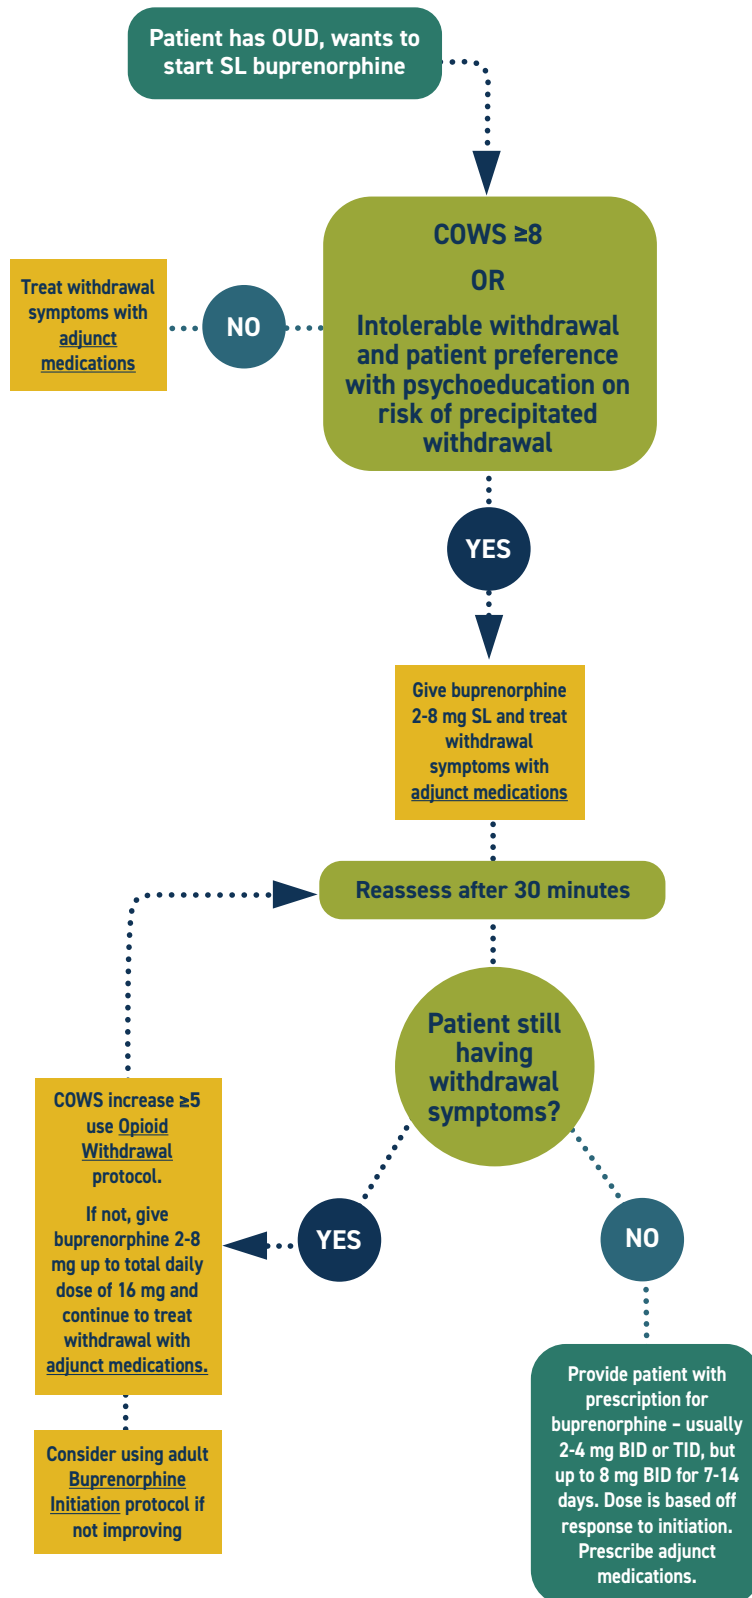 Patient has OUD, wants to
start SL buprenorphine
COWS ≥8
OR
Intolerable withdrawal
and patient preference
with psychoeducation on
risk of precipitated
withdrawal
NO
Treat withdrawal
symptoms with
adjunct
medications
YES
Give buprenorphine
2-8 mg SL and treat
withdrawal
symptoms with
adjunct medications
Reassess after 30 minutes
Patient still
having
withdrawal
symptoms?
YES
COWS increase ≥5
use Opioid
Withdrawal
protocol.
If not, give
buprenorphine 2-8
mg up to total daily
dose of 16 mg and
continue to treat
withdrawal with
adjunct medications.
Consider using adult
Buprenorphine
Initiation protocol if
not improving
NO
Provide patient with
prescription for
buprenorphine – usually
2-4 mg BID or TID, but
up to 8 mg BID for 7-14
days. Dose is based off
response to initiation.
Prescribe adjunct
medications.